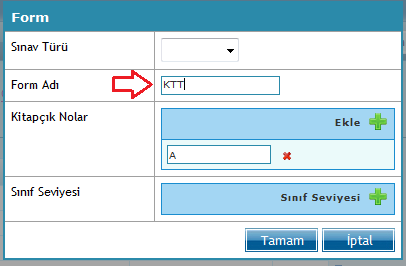 Form
Sınav Türü
Form Adı
KTT
Kitapçık Nolar
Ekle
A
Sınıf Seviyesi
Sınıf Seviyesi
Tamam
İptal